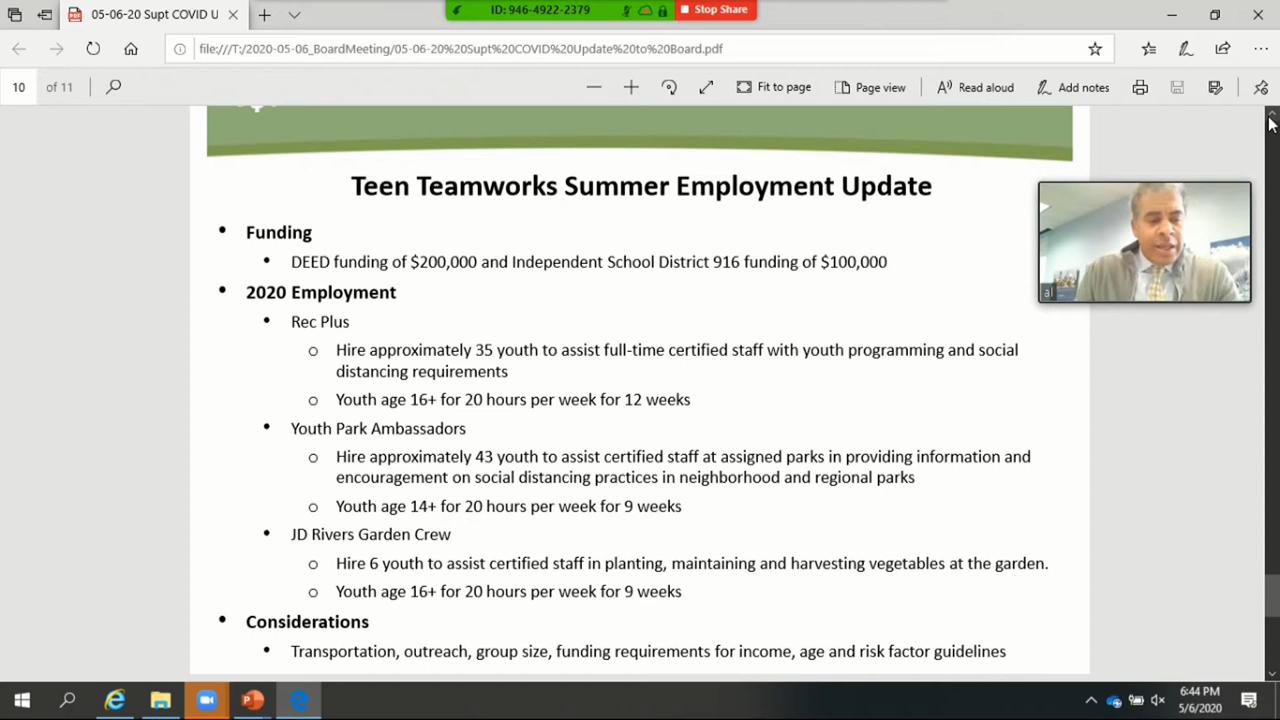 05-06-20 Supt COVID U
ID: 946-4922-2379
Stop Share
file:///T:/2020-05-06_BoardMeeting/05-06-20%20Supt%20COVID%20Update%20to%20Board.pdf
10 of 11
Fit to page
Page view
Read aloud
Add notes
Teen Teamworks Summer Employment Update
• Funding
• DEED funding of $200,000 and Independent School District 916 funding of $100,000
• 2020 Employment
• Rec Plus
o Hire approximately 35 youth to assist full-time certified staff with youth programming and social
distancing requirements
o Youth age 16+ for 20 hours per week for 12 weeks
• Youth Park Ambassadors
o Hire approximately 43 youth to assist certified staff at assigned parks in providing information and
encouragement on social distancing practices in neighborhood and regional parks
o Youth age 14+ for 20 hours per week for 9 weeks
• JD Rivers Garden Crew
o Hire 6 youth to assist certified staff in planting, maintaining and harvesting vegetables at the garden.
o Youth age 16+ for 20 hours per week for 9 weeks
• Considerations
• Transportation, outreach, group size, funding requirements for income, age and risk factor guidelines
al
6:44 PM
5/6/2020